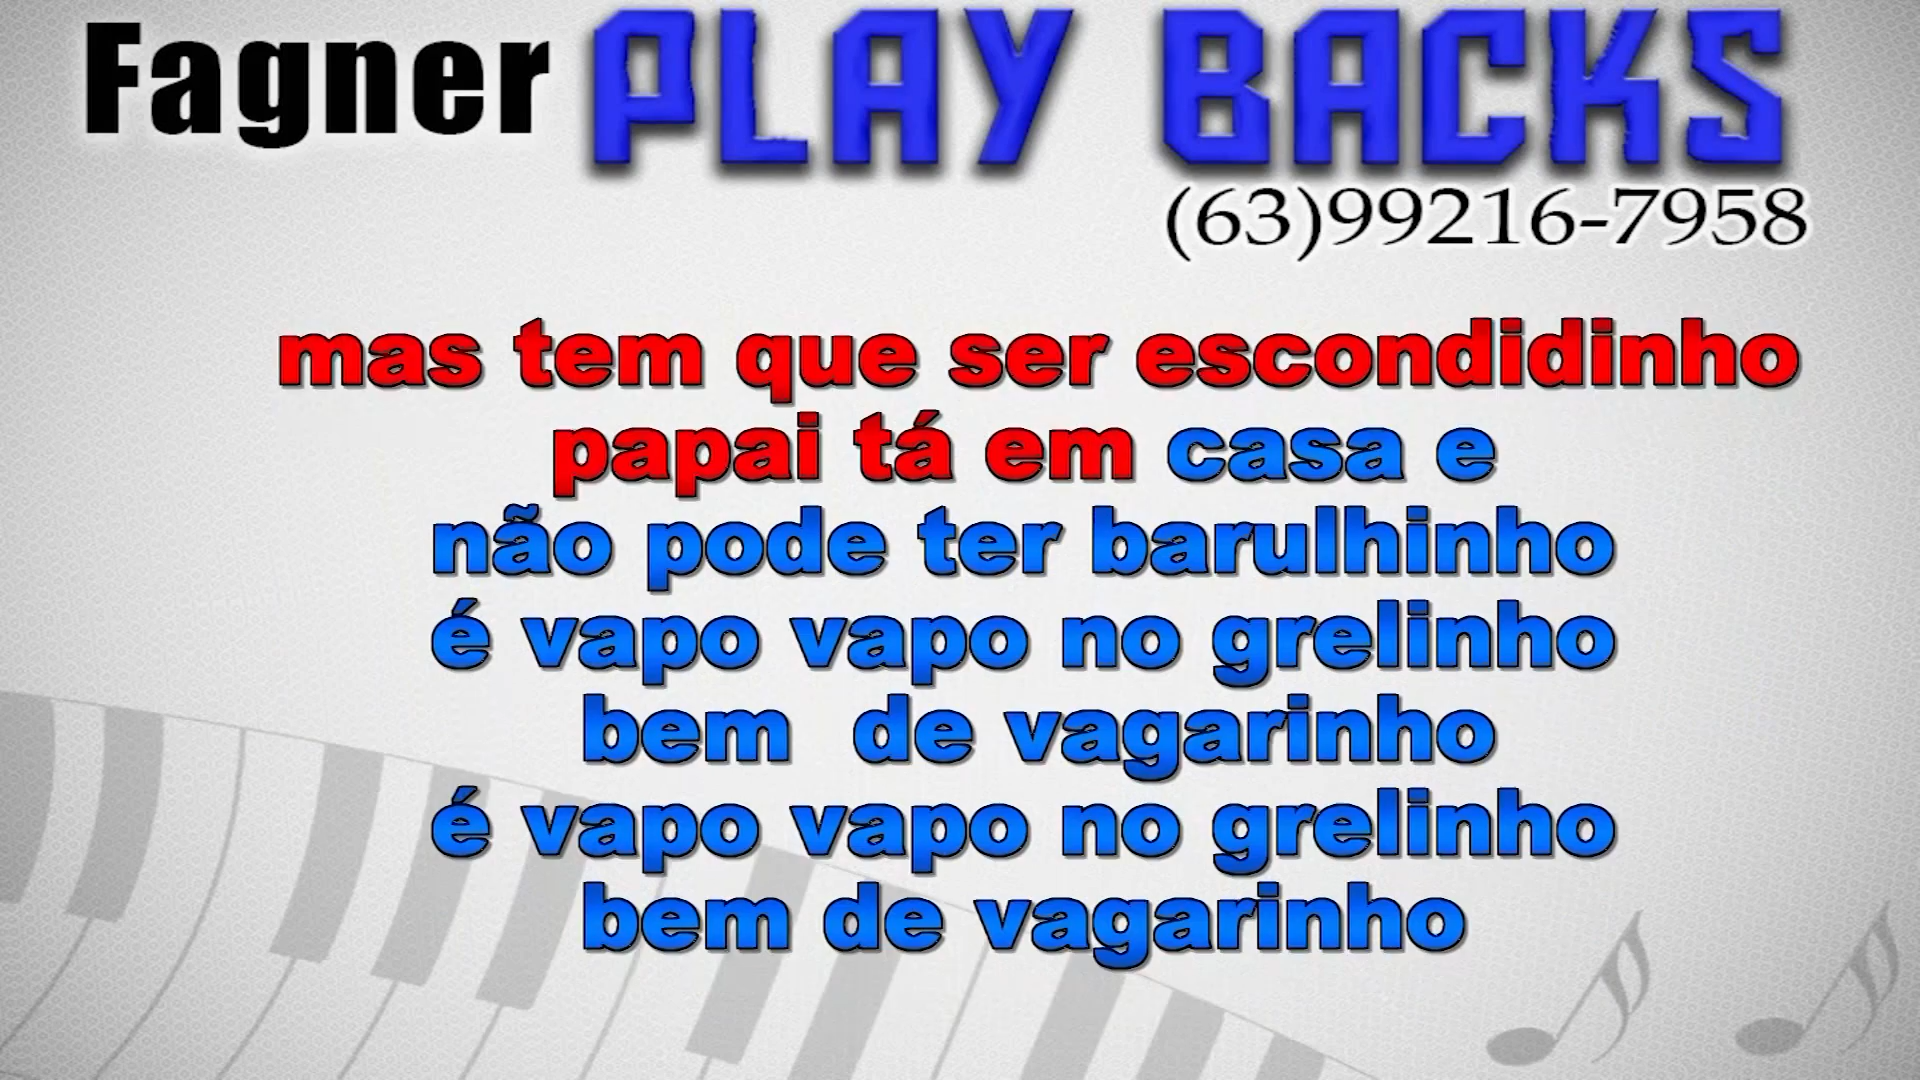 Fagner PLAY BACKS
(63)99216-7958
mas tem que ser escondidinho
papai tá em casa e
não pode ter barulhinho
é vapo vapo no grelinho
bem de vagarinho
é vapo vapo no grelinho
bem de vagarinho